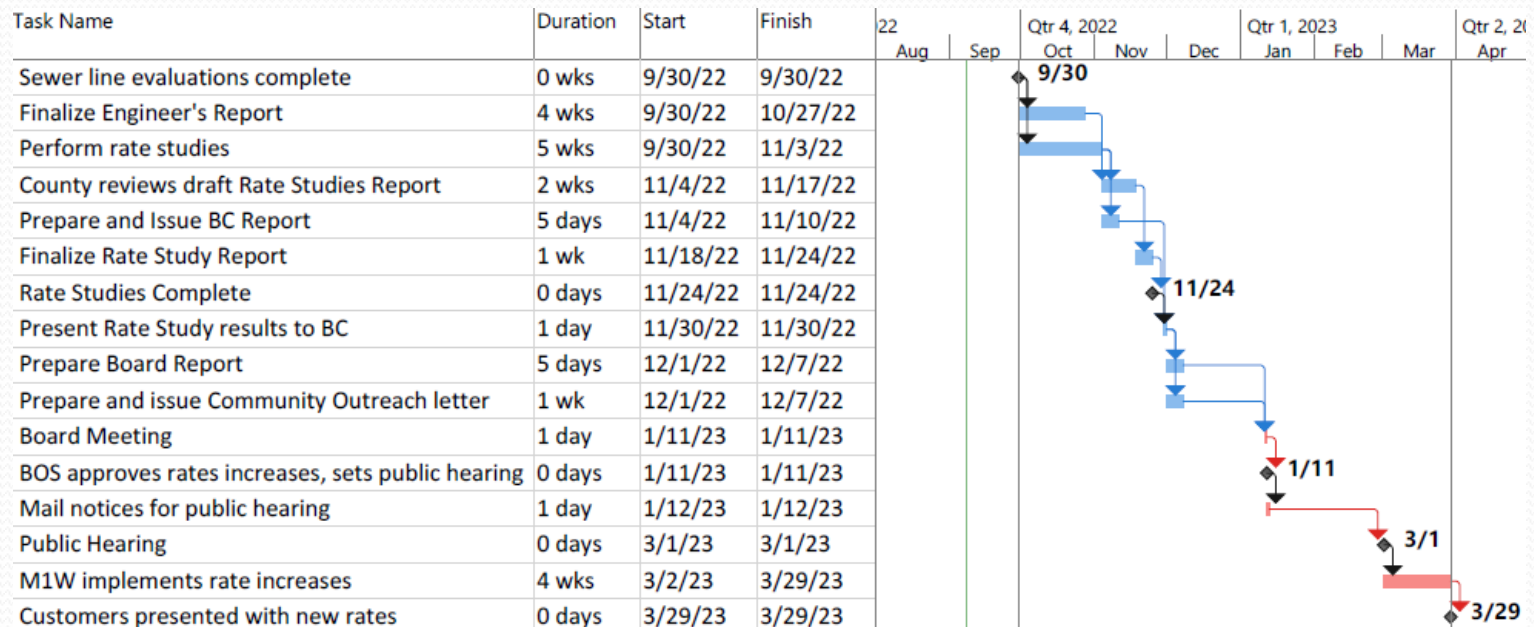 Task Name Duration Start Finish 22 Qtr 4, 2022 Qtr 1, 2023 Qtr 2, 20
Aug Sep Oct Nov Dec Jan Feb Mar Apr
Sewer line evaluations complete 0 wks 9/30/22 9/30/22 9/30
Finalize Engineer's Report 4 wks 9/30/22 10/27/22
Perform rate studies 5 wks 9/30/22 11/3/22
County reviews draft Rate Studies Report 2 wks 11/4/22 11/17/22
Prepare and Issue BC Report 5 days 11/4/22 11/10/22
Finalize Rate Study Report 1 wk 11/18/22 11/24/22
Rate Studies Complete 0 days 11/24/22 11/24/22 11/24
Present Rate Study results to BC 1 day 11/30/22 11/30/22
Prepare Board Report 5 days 12/1/22 12/7/22
Prepare and issue Community Outreach letter 1 wk 12/1/22 12/7/22
Board Meeting 1 day 1/11/23 1/11/23
BOS approves rates increases, sets public hearing 0 days 1/11/23 1/11/23 1/11
Mail notices for public hearing 1 day 1/12/23 1/12/23
Public Hearing 0 days 3/1/23 3/1/23 3/1
M1W implements rate increases 4 wks 3/2/23 3/29/23
Customers presented with new rates 0 days 3/29/23 3/29/23 3/29